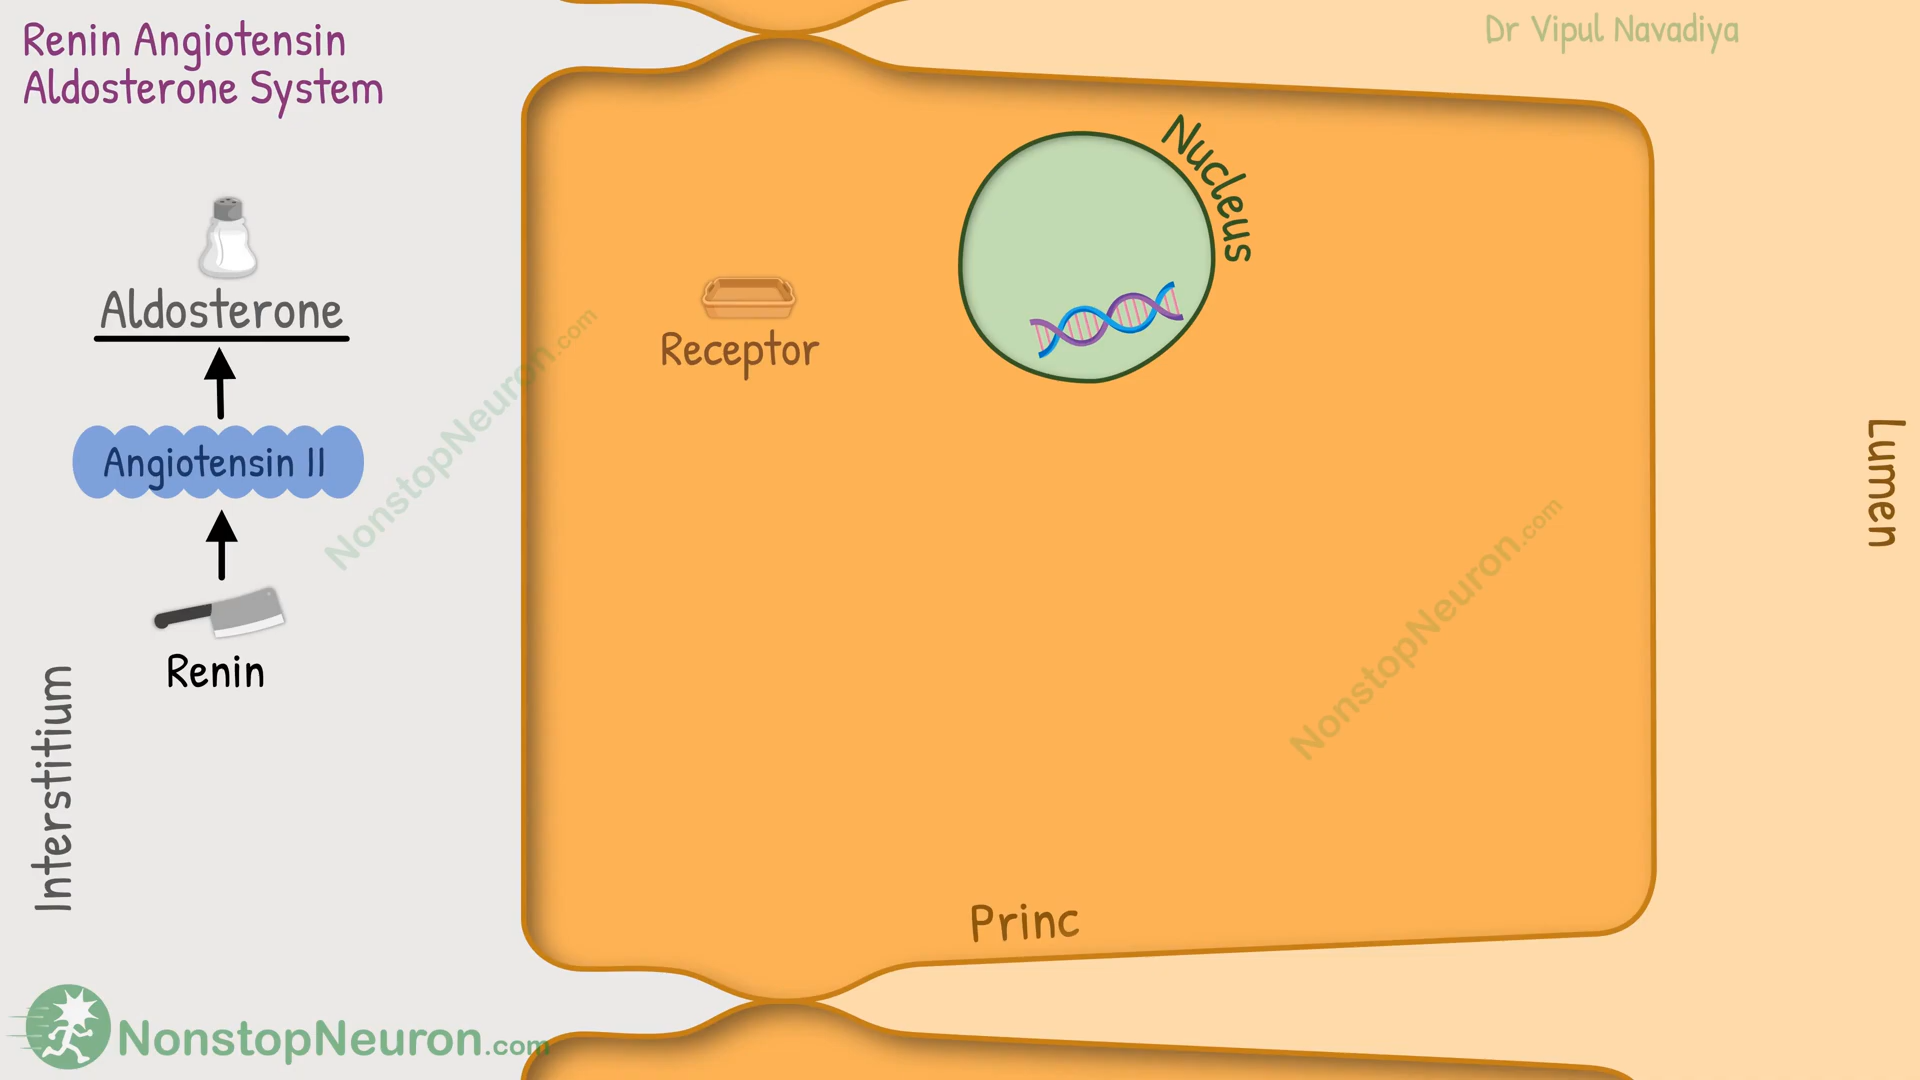 Renin Angiotensin
Aldosterone System
Dr Vipul Navadiya
Nucleus
Aldosterone
Receptor
Angiotensin II
Renin
Interstitium
Lumen
Princ
NonstopNeuron.com
NonstopNeuron.com
NonstopNeuron.com